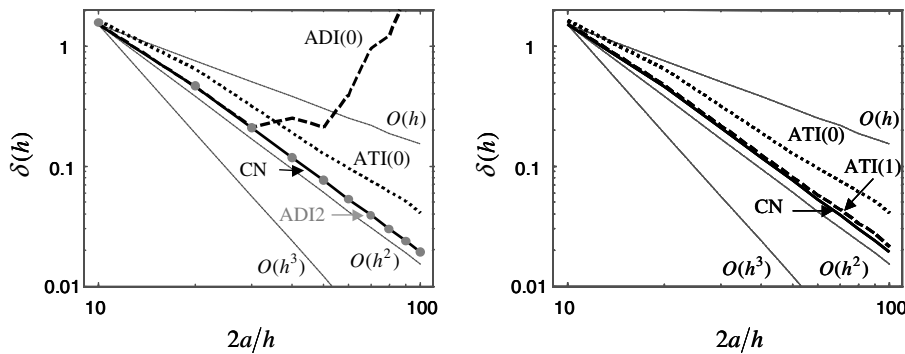 1
0.1
0.01
δ(h)
ADI(0)
O(h)
ATI(0)
CN
ADI2
O(h²)
O(h³)
10
100
2a/h
1
0.1
0.01
δ(h)
O(h)
ATI(0)
ATI(1)
CN
O(h³)
O(h²)
10
100
2a/h